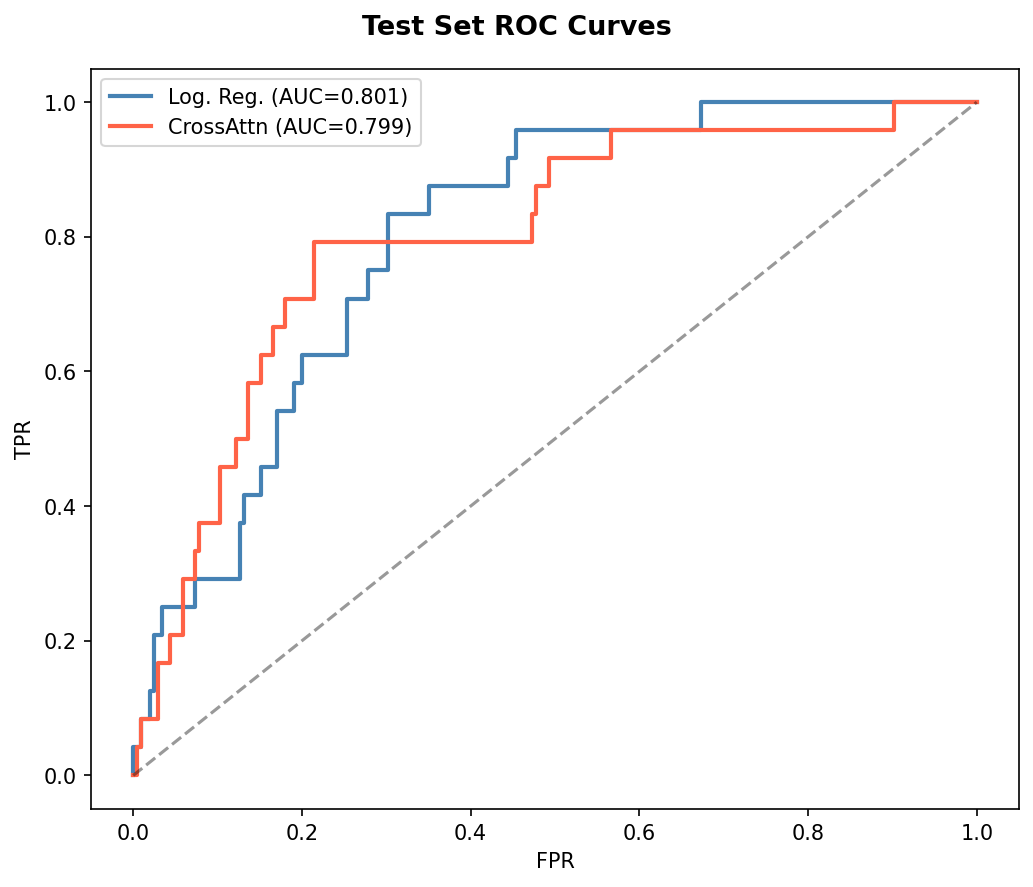 Test Set ROC Curves
Log. Reg. (AUC=0.801)
CrossAttn (AUC=0.799)
1.0
0.8
0.6
0.4
0.2
0.0
TPR
0.0 0.2 0.4 0.6 0.8 1.0
FPR